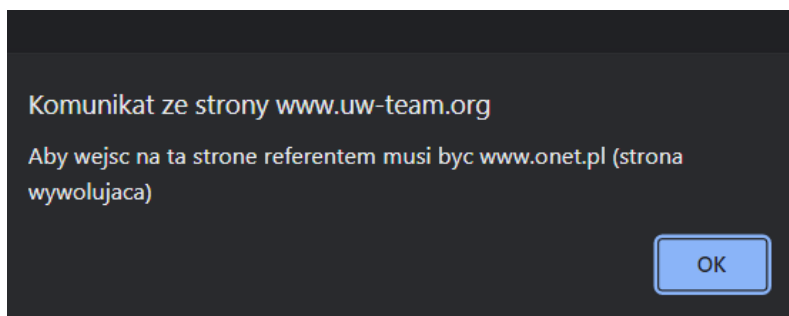 Komunikat ze strony www.uw-team.org
Aby wejsc na ta strone referentem musi byc www.onet.pl (strona
wywolujaca)
OK